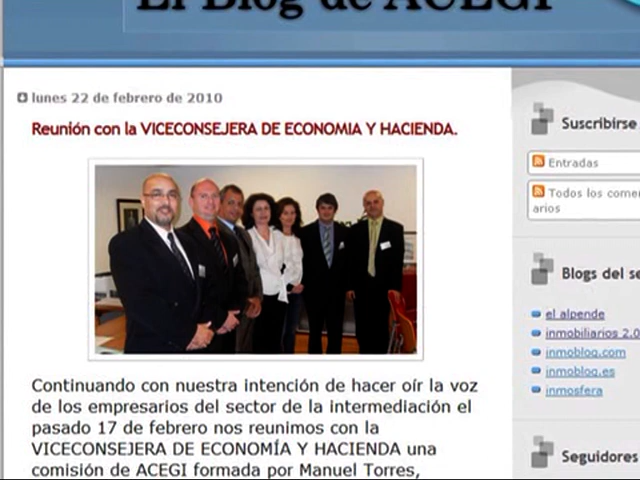 El Blog de ACEGI
lunes 22 de febrero de 2010
Reunión con la VICECONSEJERA DE ECONOMIA Y HACIENDA.
Continuando con nuestra intención de hacer oír la voz
de los empresarios del sector de la intermediación el
pasado 17 de febrero nos reunimos con la
VICECONSEJERA DE ECONOMÍA Y HACIENDA una
comisión de ACEGI formada por Manuel Torres,
Suscribirse
Entradas
Todos los comen
arios
Blogs del se
el alpende
inmobiliarios 2.0
inmoblog.com
inmoblog.es
inmosfera
Seguidores